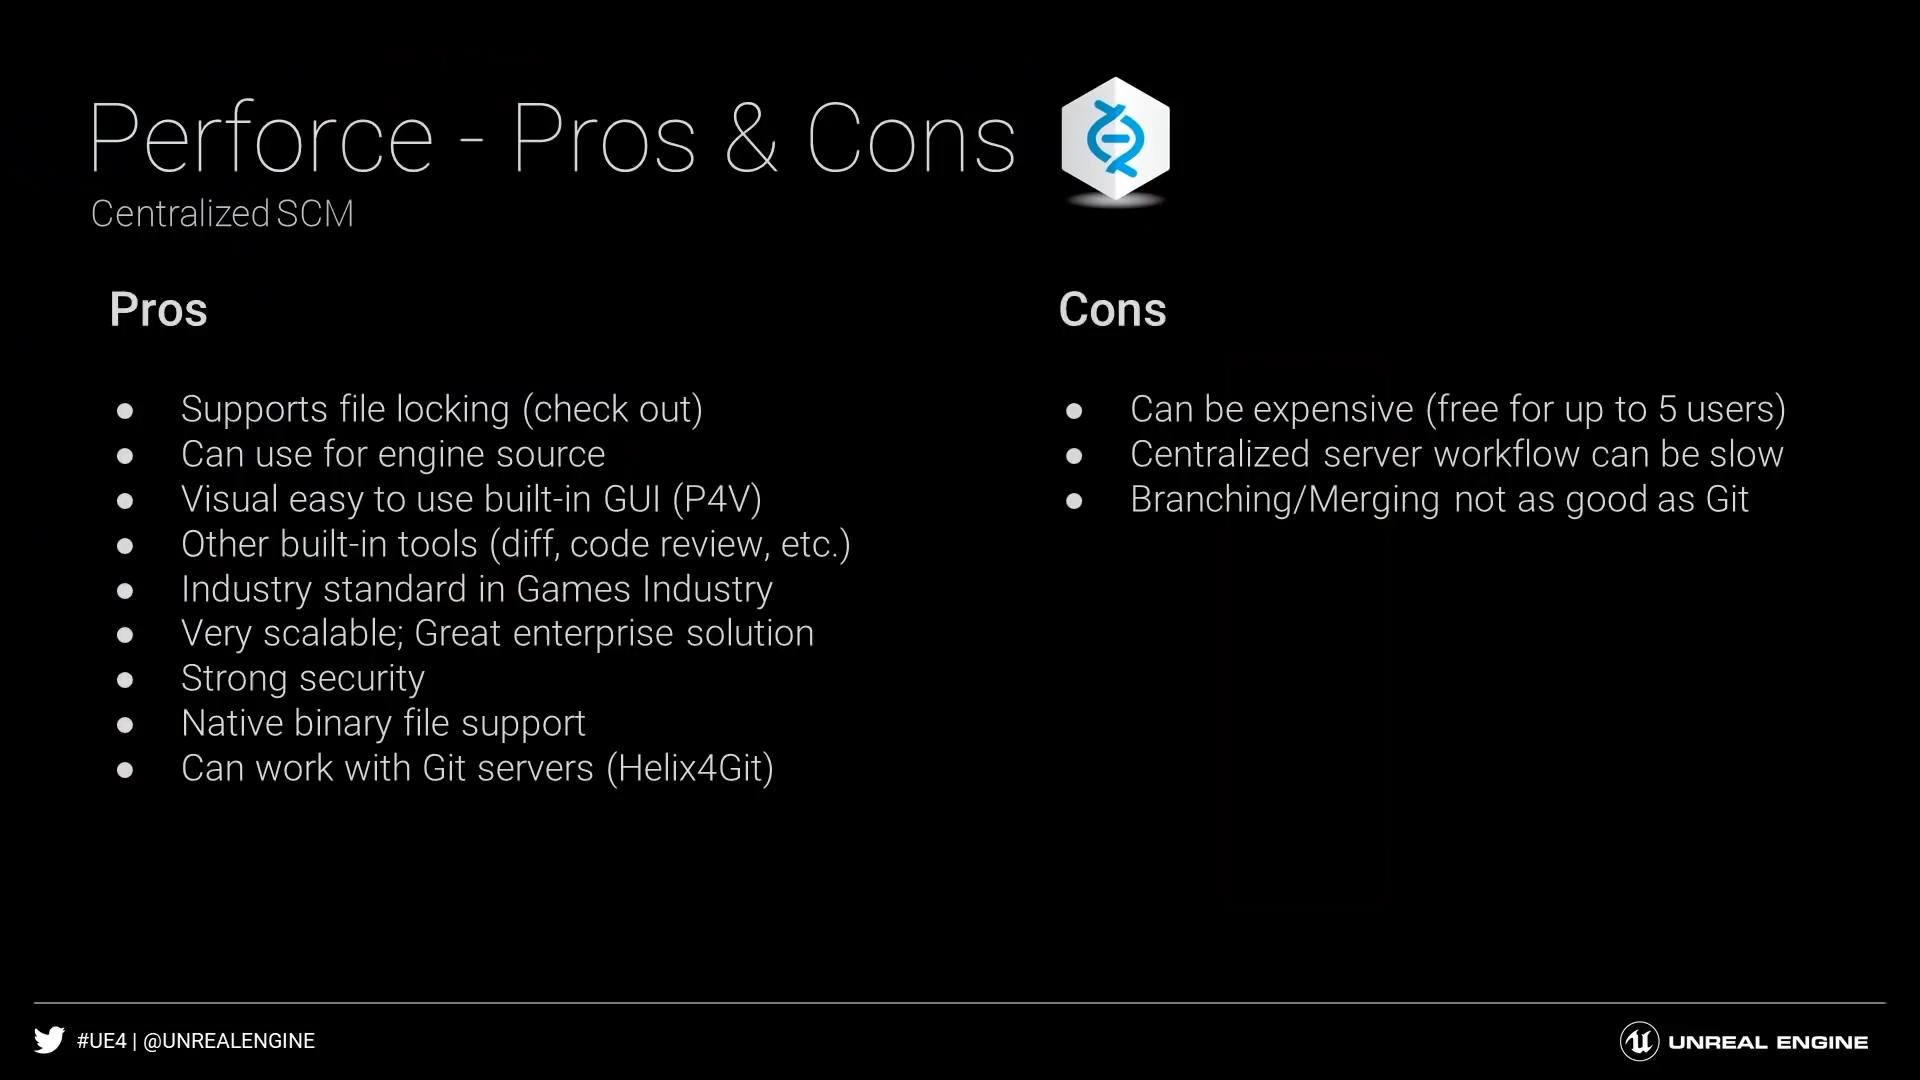 Perforce - Pros & Cons
Centralized SCM
Pros
● Supports file locking (check out)
● Can use for engine source
● Visual easy to use built-in GUI (P4V)
● Other built-in tools (diff, code review, etc.)
● Industry standard in Games Industry
● Very scalable; Great enterprise solution
● Strong security
● Native binary file support
● Can work with Git servers (Helix4Git)
Cons
● Can be expensive (free for up to 5 users)
● Centralized server workflow can be slow
● Branching/Merging not as good as Git
#UE4 | @UNREALENGINE
UNREAL ENGINE